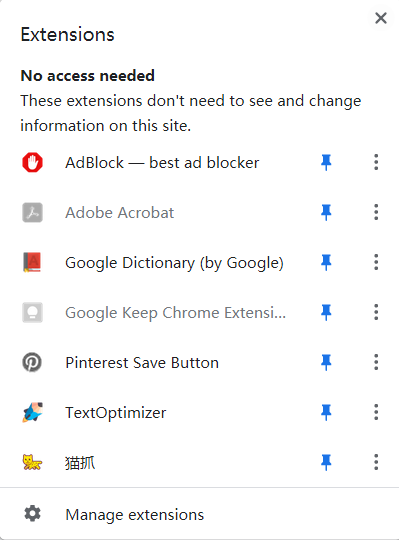 Extensions
No access needed
These extensions don't need to see and change
information on this site.
AdBlock — best ad blocker
Adobe Acrobat
Google Dictionary (by Google)
Google Keep Chrome Extensi...
Pinterest Save Button
TextOptimizer
猫抓
Manage extensions